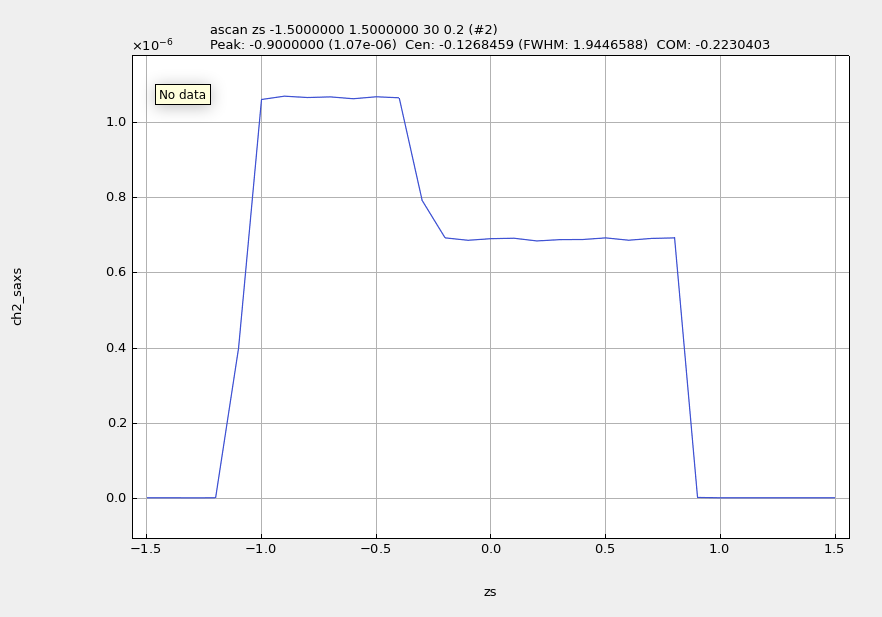 ascan zs -1.5000000 1.5000000 30 0.2 (#2)
Peak: -0.9000000 (1.07e-06)  Cen: -0.1268459 (FWHM: 1.9446588)  COM: -0.2230403
×10⁻⁶
No data
1.0
0.8
0.6
0.4
0.2
0.0
ch2_saxs
−1.5 −1.0 −0.5 0.0 0.5 1.0 1.5
zs